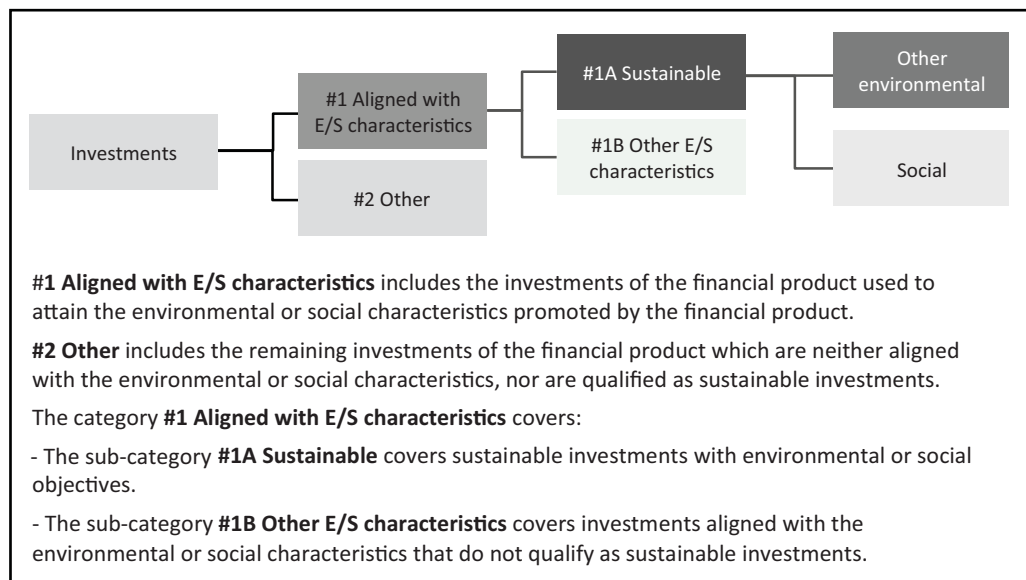 Investments
#1 Aligned with
E/S characteristics
#2 Other
#1A Sustainable
#1B Other E/S
characteristics
Other
environmental
Social
#1 Aligned with E/S characteristics includes the investments of the financial product used to
attain the environmental or social characteristics promoted by the financial product.
#2 Other includes the remaining investments of the financial product which are neither aligned
with the environmental or social characteristics, nor are qualified as sustainable investments.
The category #1 Aligned with E/S characteristics covers:
- The sub-category #1A Sustainable covers sustainable investments with environmental or social
objectives.
- The sub-category #1B Other E/S characteristics covers investments aligned with the
environmental or social characteristics that do not qualify as sustainable investments.